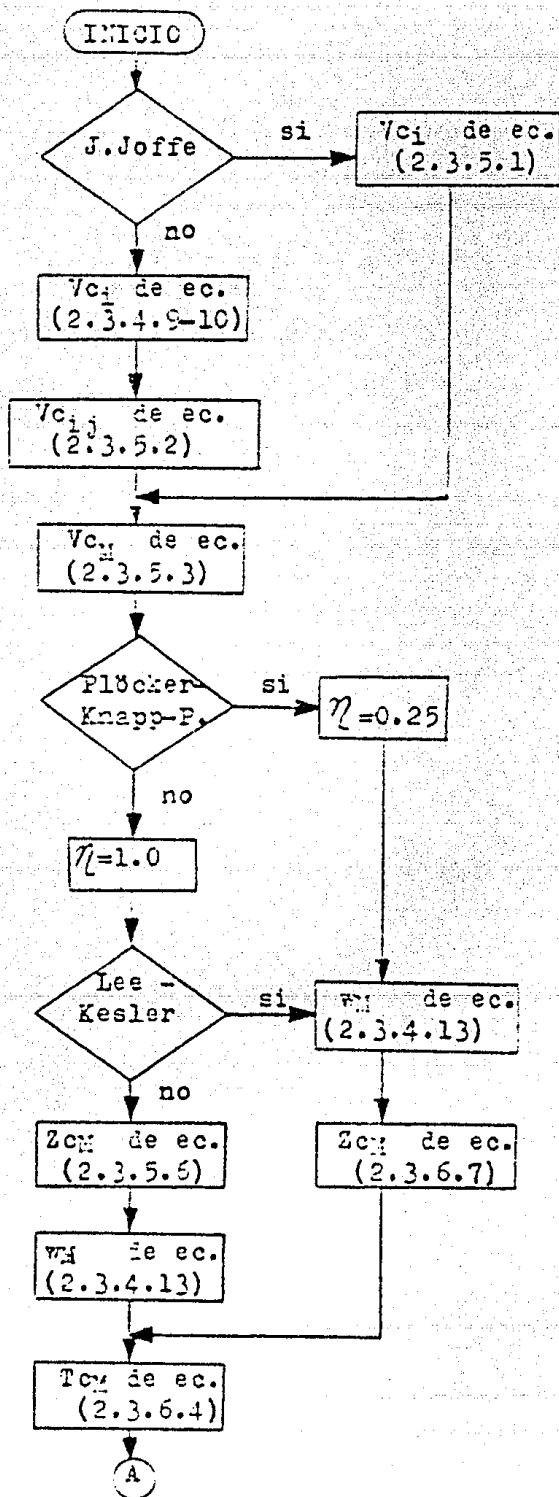 INICIO
J.Joffe
si
Vci de ec.
(2.3.5.1)
no
Vci de ec.
(2.3.4.9-10)
Vcij de ec.
(2.3.5.2)
VcM de ec.
(2.3.5.3)
Plöcker-
Knapp-P.
si
η=0.25
no
η=1.0
Lee -
Kesler
si
wM de ec.
(2.3.4.13)
no
ZcM de ec.
(2.3.5.6)
ZcM de ec.
(2.3.6.7)
wM de ec.
(2.3.4.13)
TcM de ec.
(2.3.6.4)
A